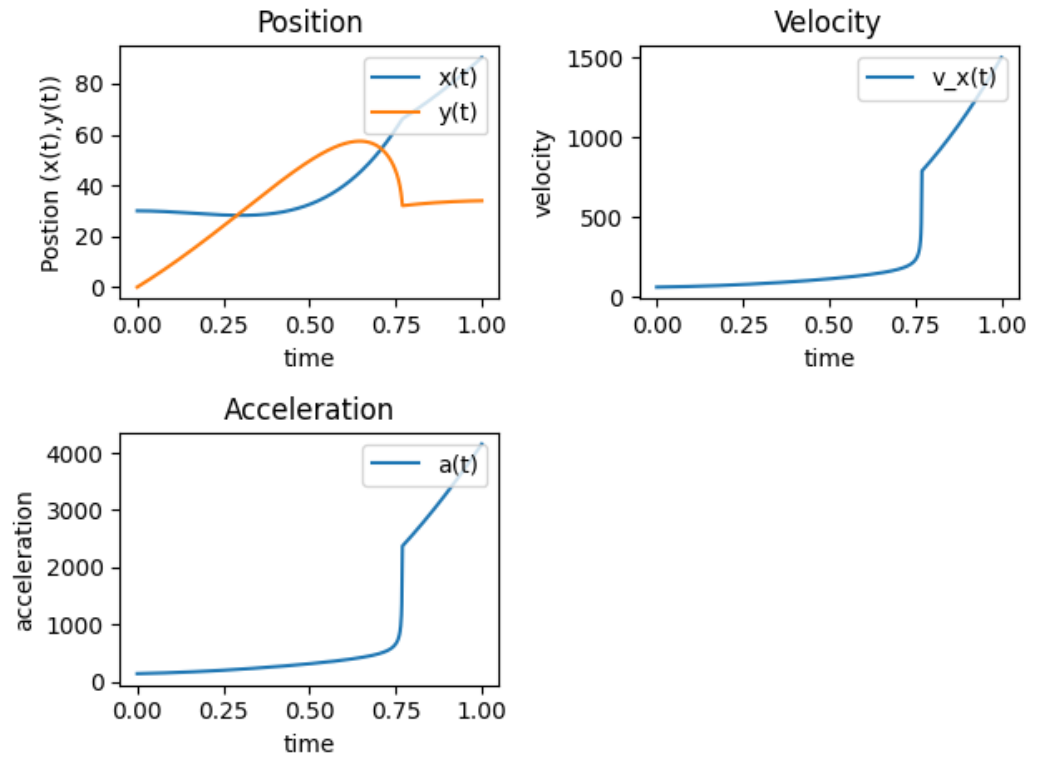 Position
Postion (x(t),y(t))
80
60
40
20
0
x(t)
y(t)
0.00 0.25 0.50 0.75 1.00
time
Velocity
velocity
1500
1000
500
0
v_x(t)
0.00 0.25 0.50 0.75 1.00
time
Acceleration
acceleration
4000
3000
2000
1000
0
a(t)
0.00 0.25 0.50 0.75 1.00
time